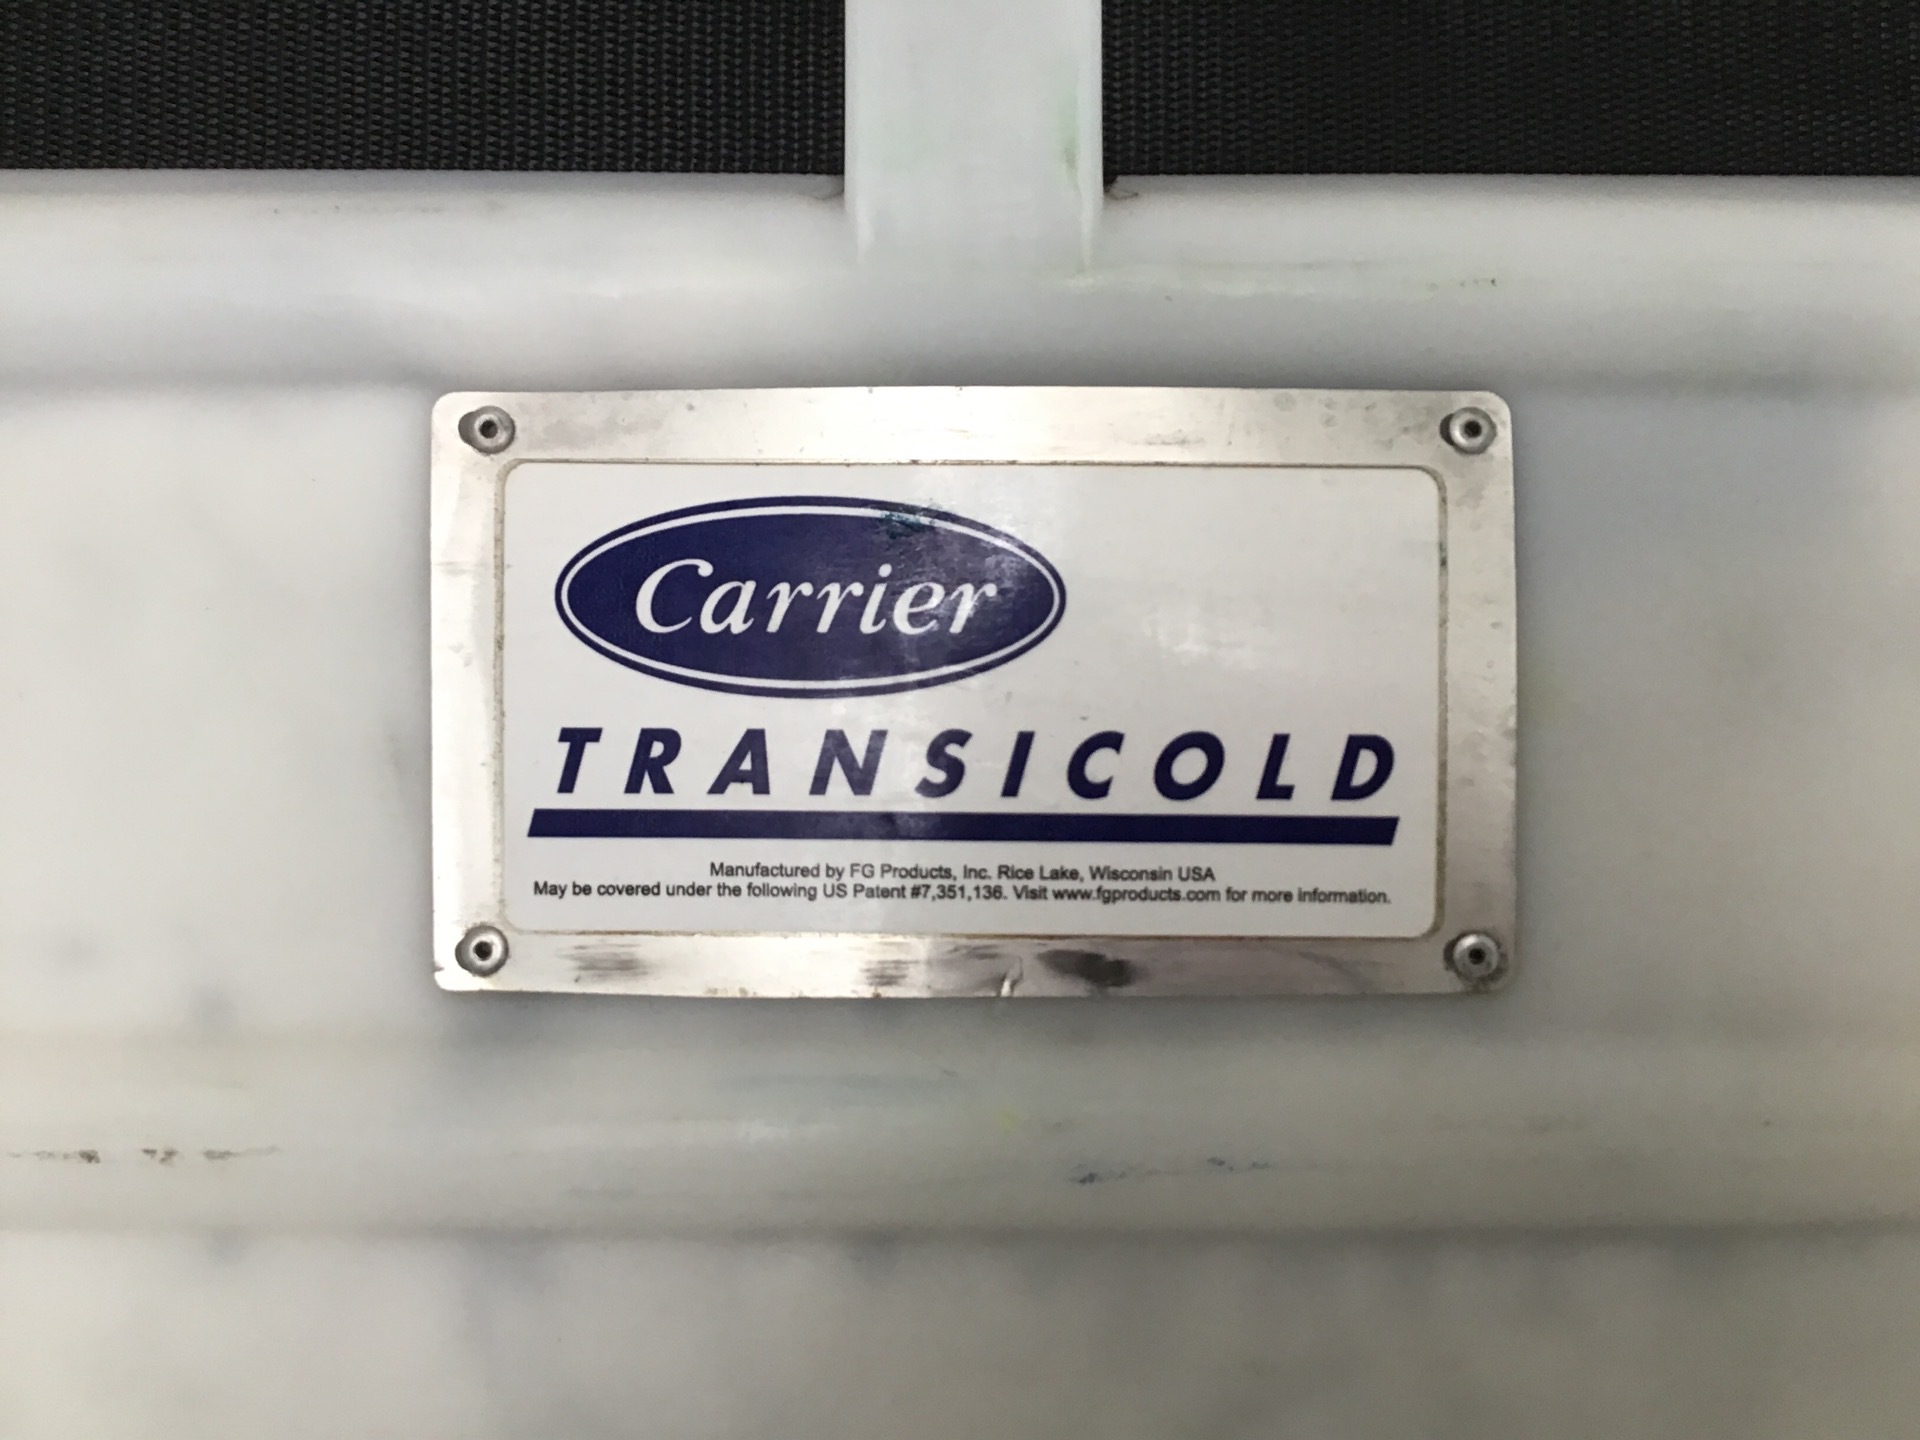 Carrier
TRANSICOLD
Manufactured by FG Products, Inc. Rice Lake, Wisconsin USA
May be covered under the following US Patent #7,351,136. Visit www.fgproducts.com for more information.